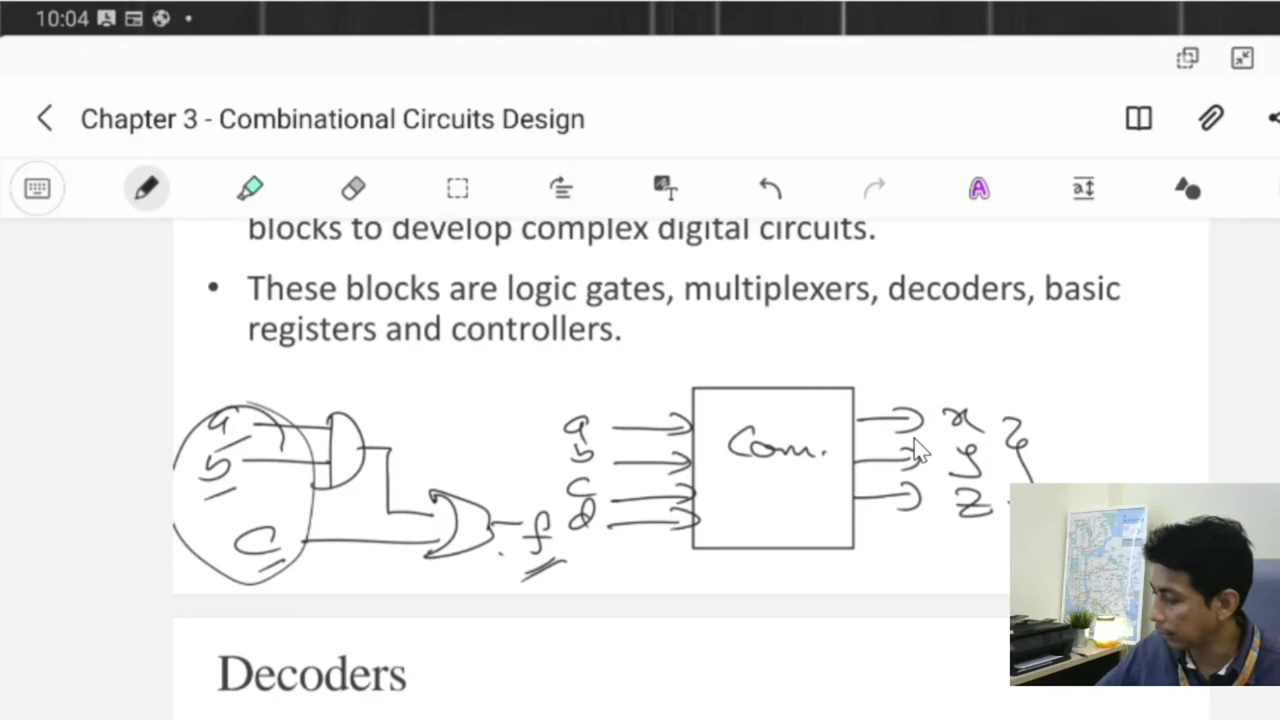 10:04
Chapter 3 - Combinational Circuits Design
blocks to develop complex digital circuits.
• These blocks are logic gates, multiplexers, decoders, basic
registers and controllers.
a
b
c
f
a
b
c
d
Com.
x
y
z
Decoders